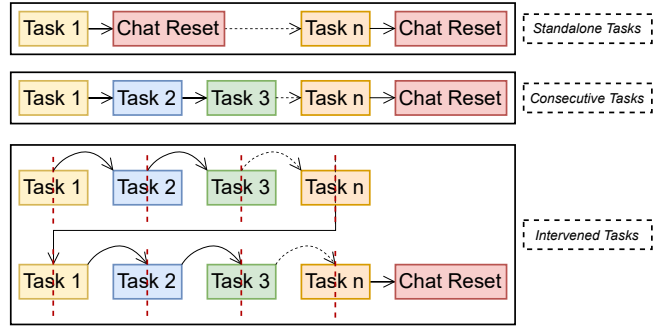 Task 1 Chat Reset Task n Chat Reset Standalone Tasks
Task 1 Task 2 Task 3 Task n Chat Reset Consecutive Tasks
Task 1 Task 2 Task 3 Task n
Intervened Tasks
Task 1 Task 2 Task 3 Task n Chat Reset